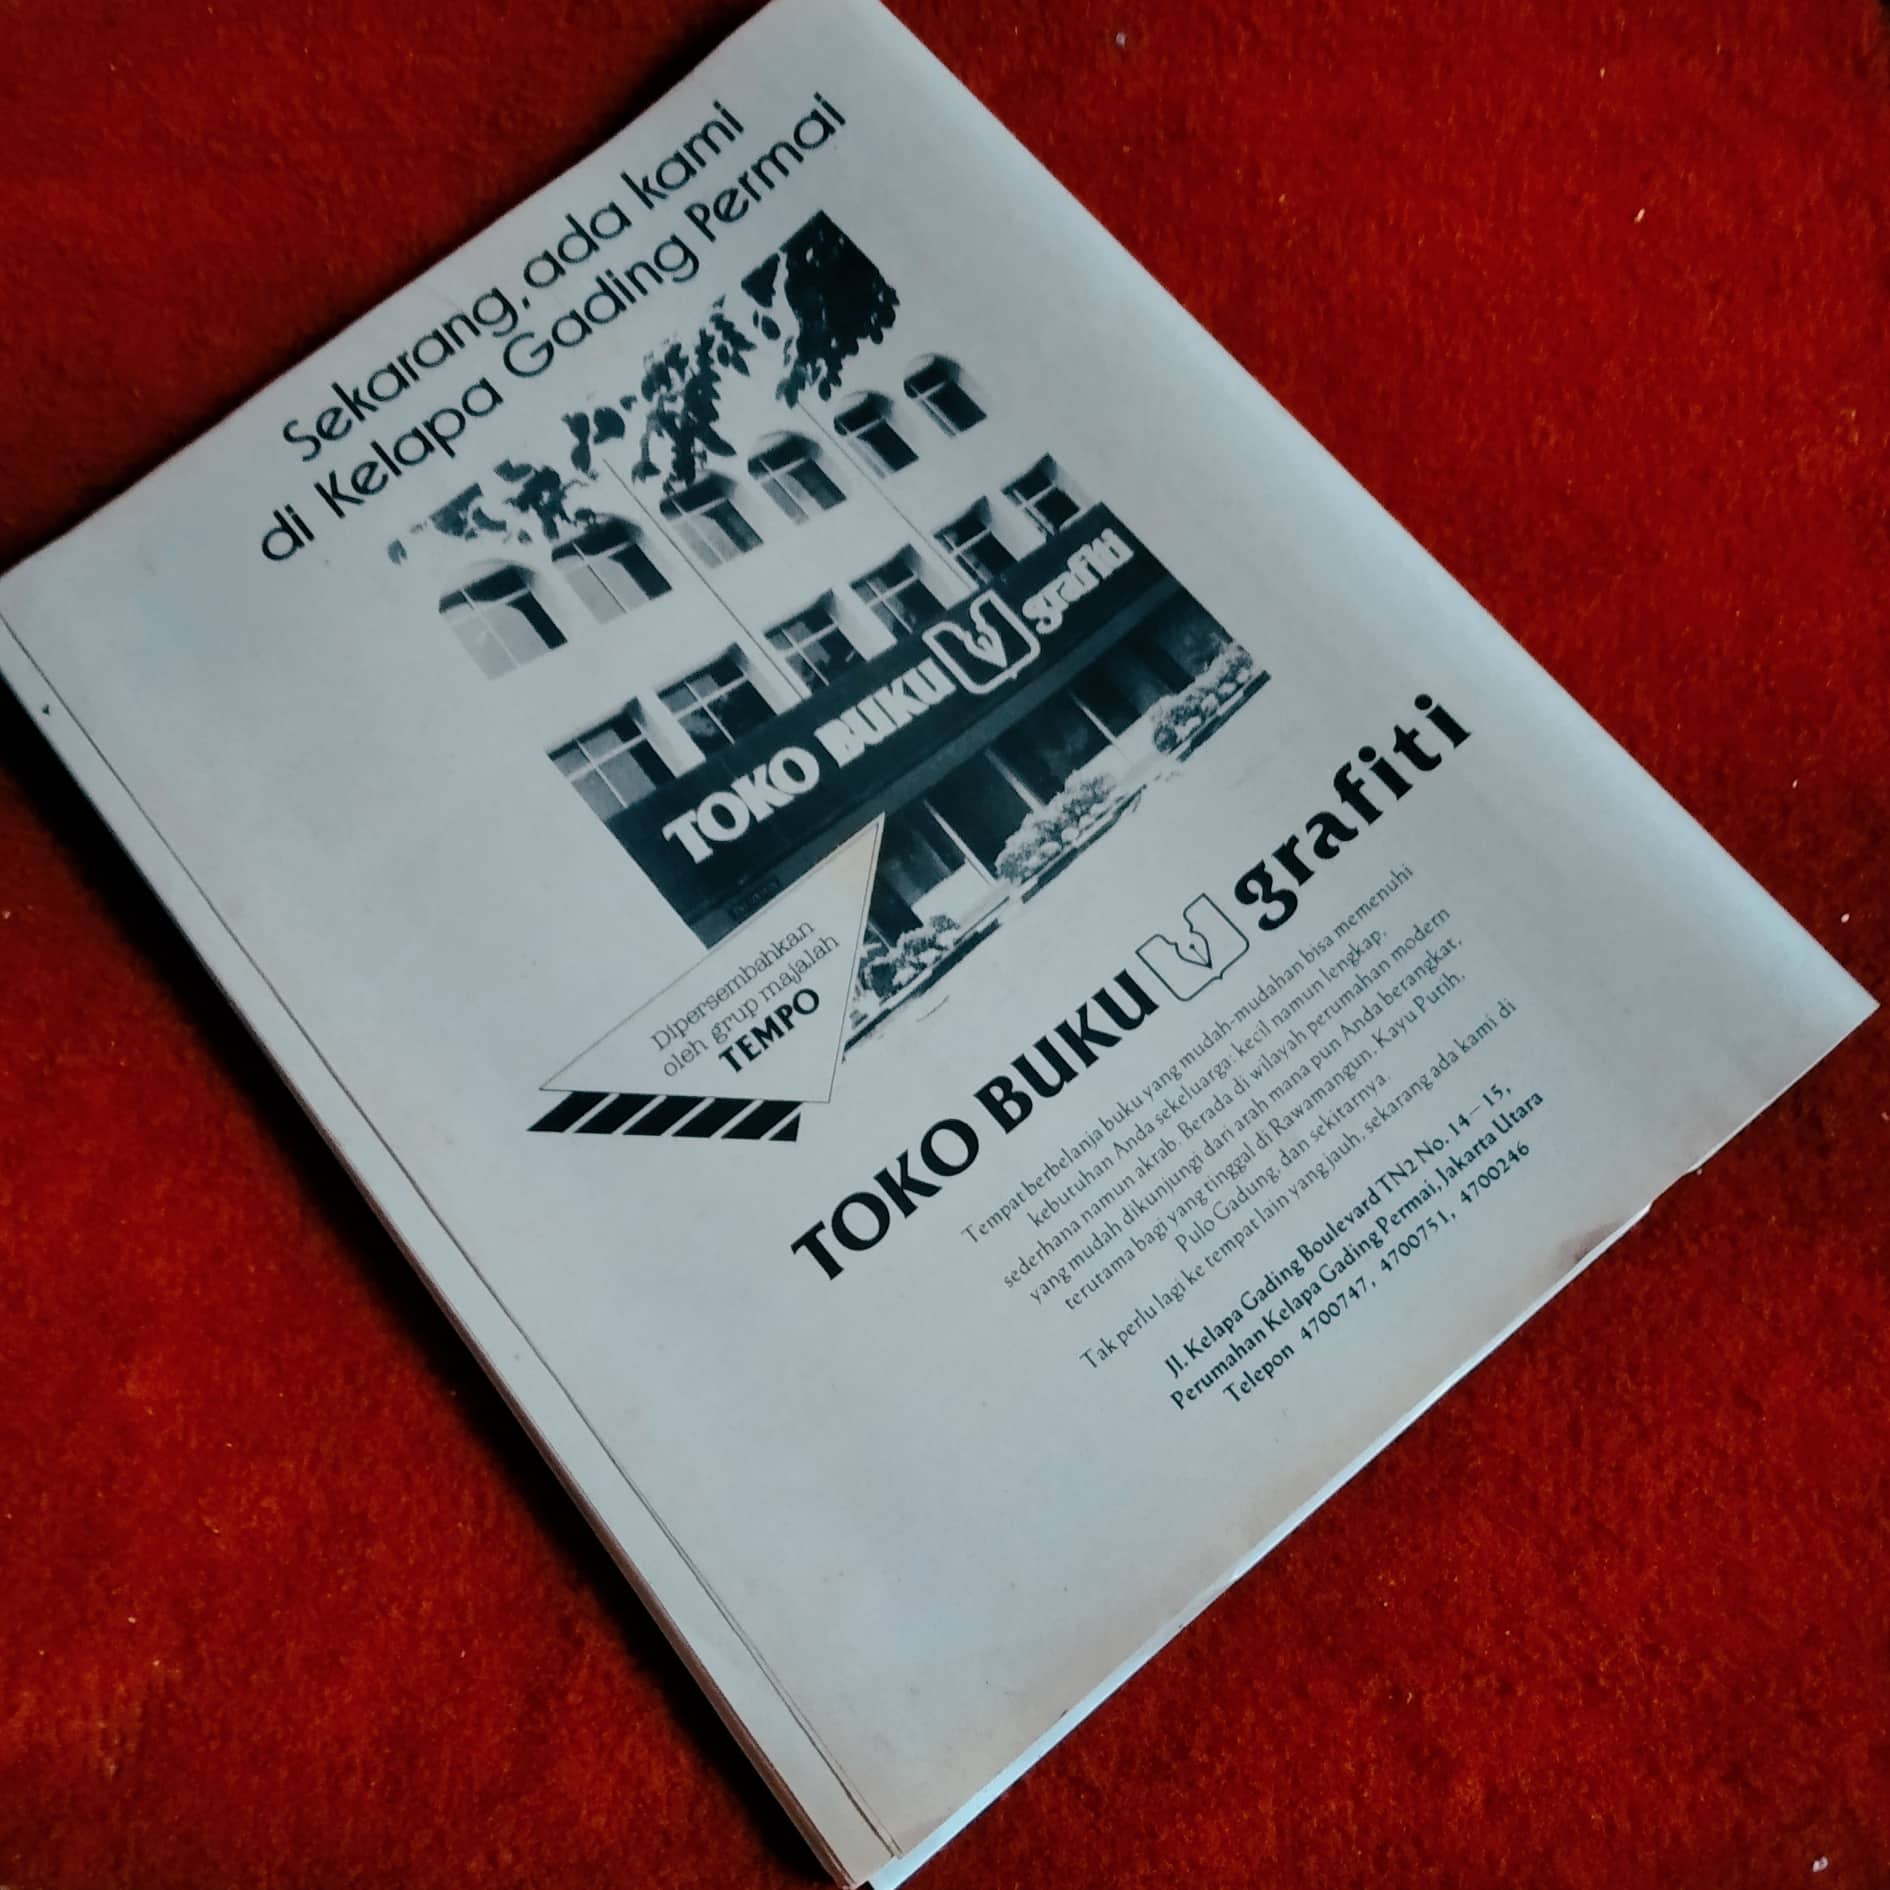 Sekarang, ada kami
di Kelapa Gading Permai
TOKO BUKU grafiti
Dipersembahkan
oleh grup majalah
TEMPO
TOKO BUKU grafiti
Tempat berbelanja buku yang mudah-mudahan bisa memenuhi
kebutuhan Anda sekeluarga: kecil namun lengkap,
sederhana namun akrab. Berada di wilayah perumahan modern
yang mudah dikunjungi dari arah mana pun Anda berangkat,
terutama bagi yang tinggal di Rawamangun, Kayu Putih,
Pulo Gadung, dan sekitarnya.
Tak perlu lagi ke tempat lain yang jauh, sekarang ada kami di
Jl. Kelapa Gading Boulevard TN2 No. 14–15,
Perumahan Kelapa Gading Permai, Jakarta Utara
Telepon 4700747, 4700751, 4700246